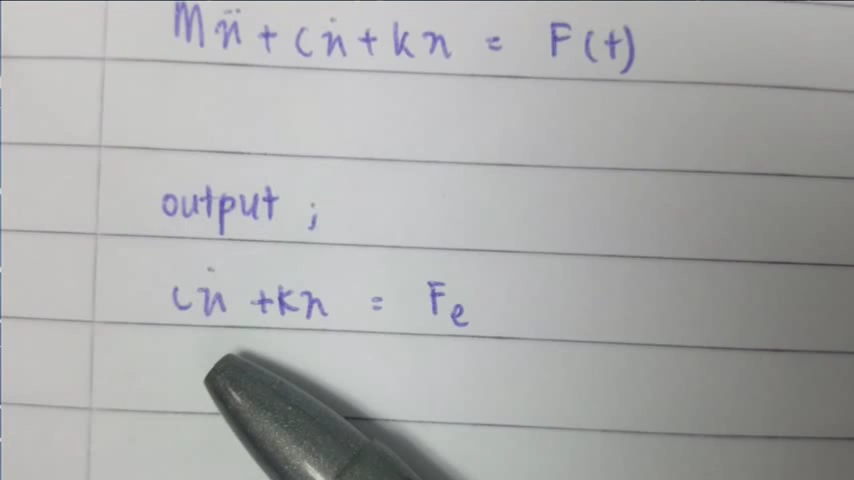 Mẍ + cẋ + kx = F(t)
output ;
cẋ + kx = Fe